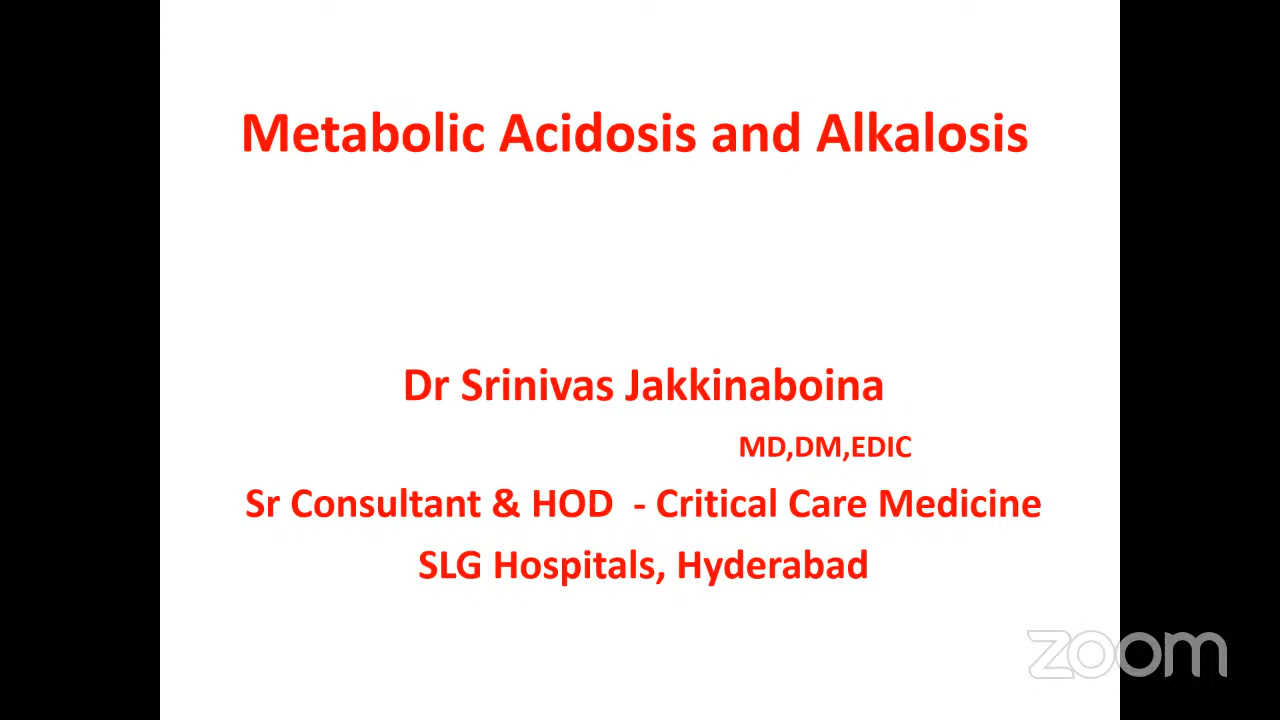 Metabolic Acidosis and Alkalosis
Dr Srinivas Jakkinaboina
MD,DM,EDIC
Sr Consultant & HOD - Critical Care Medicine
SLG Hospitals, Hyderabad
zoom